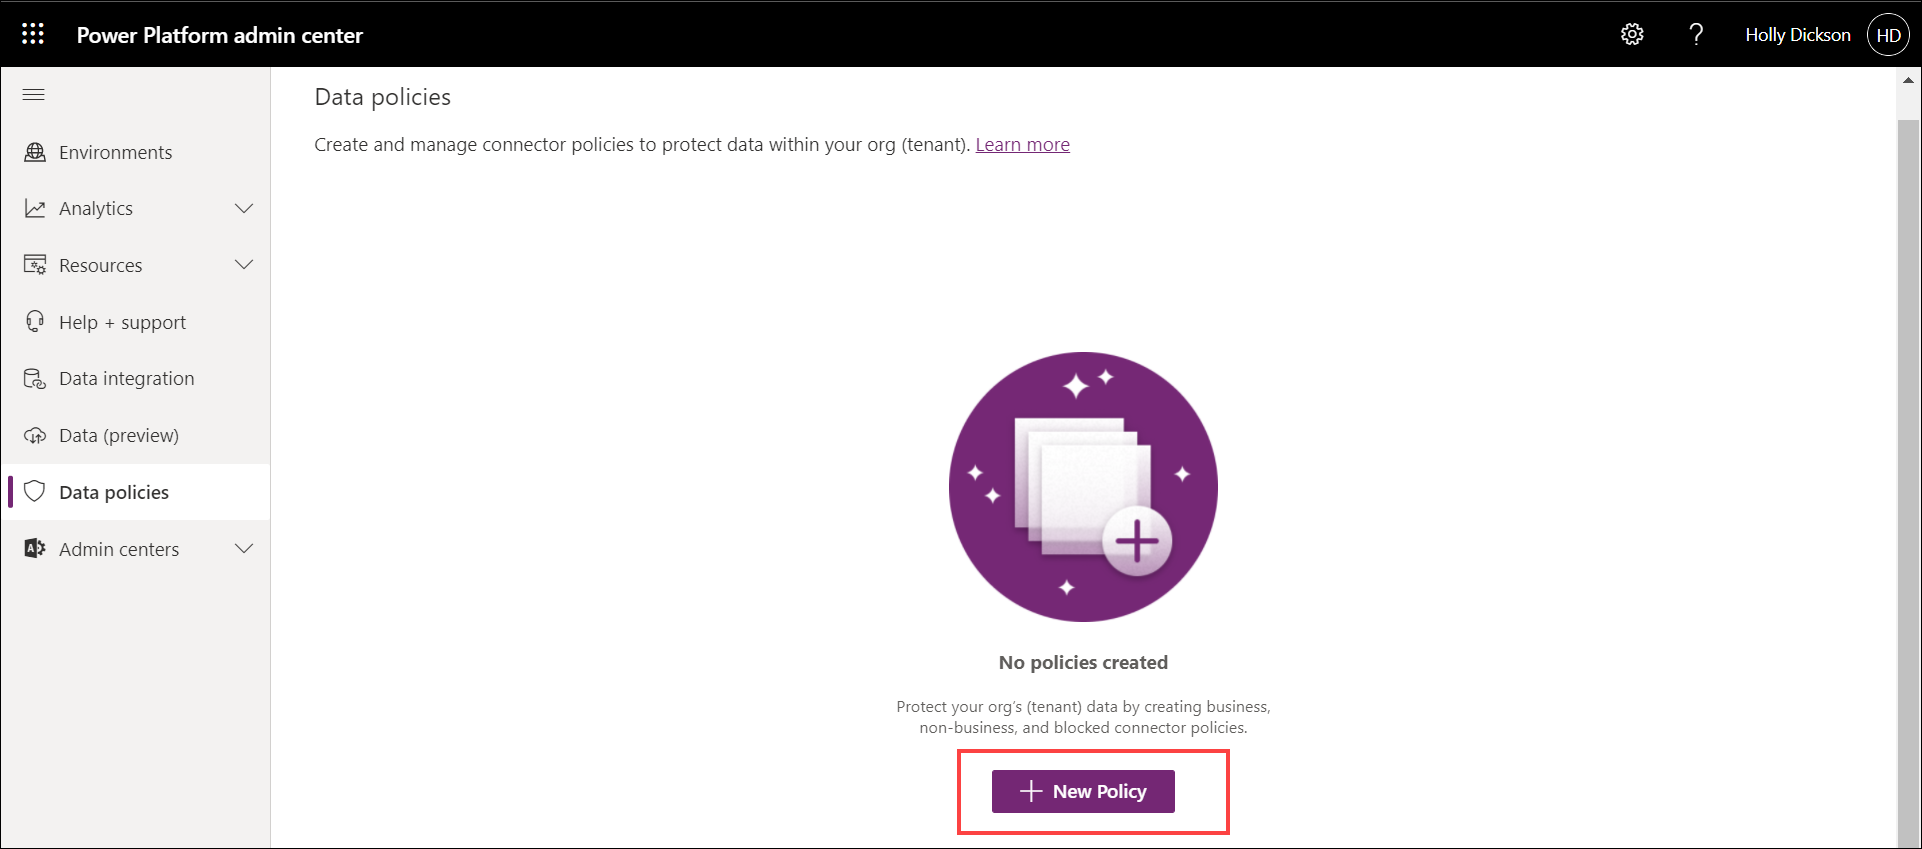 Power Platform admin center
?
Holly Dickson
HD
Environments
Analytics
Resources
Help + support
Data integration
Data (preview)
Data policies
Admin centers
Data policies
Create and manage connector policies to protect data within your org (tenant). Learn more
No policies created
Protect your org's (tenant) data by creating business,
non-business, and blocked connector policies.
New Policy